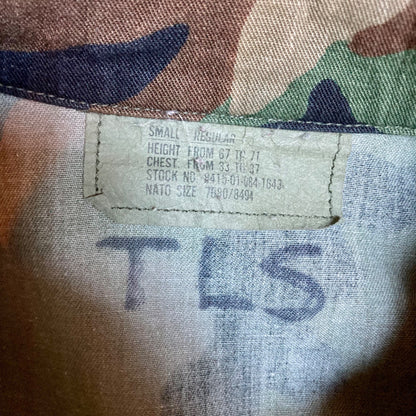 SMALL REGULAR
HEIGHT FROM 67 TO 71
CHEST. FROM 33 TO 37
STOCK NO 8415-01-084-1643
NATO SIZE 7080/8494
TLS